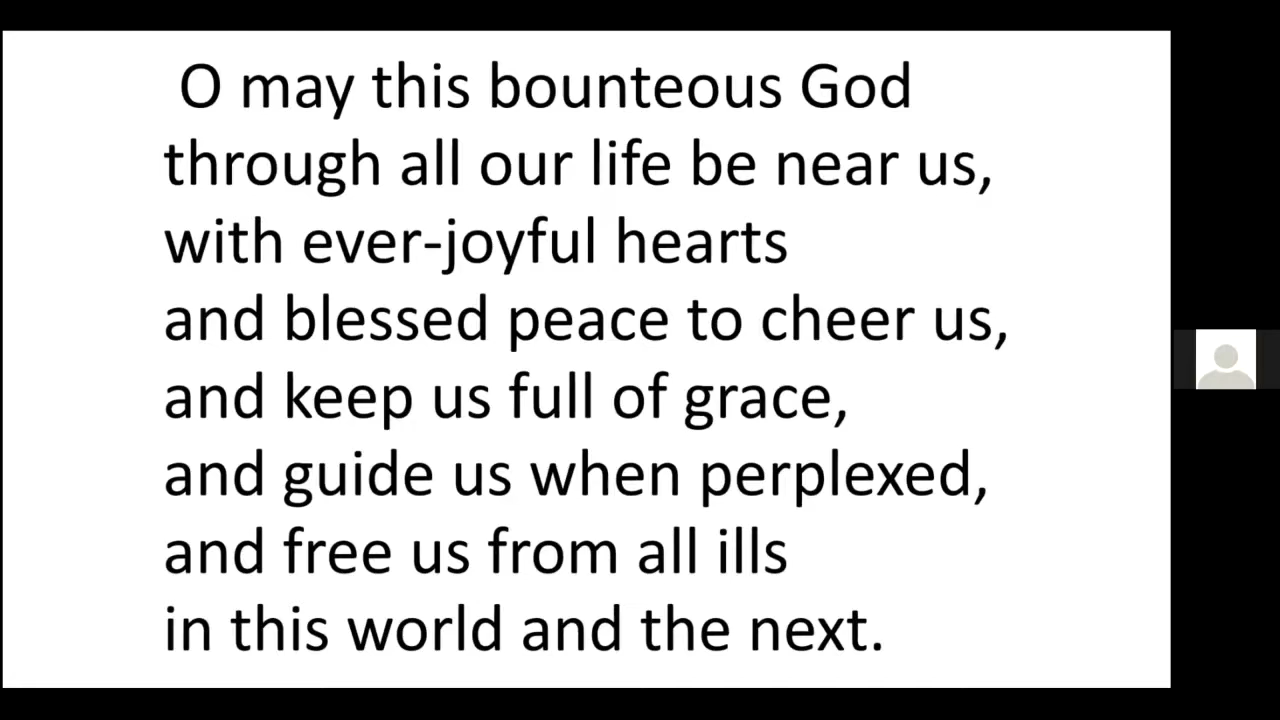 O may this bounteous God
through all our life be near us,
with ever-joyful hearts
and blessed peace to cheer us,
and keep us full of grace,
and guide us when perplexed,
and free us from all ills
in this world and the next.